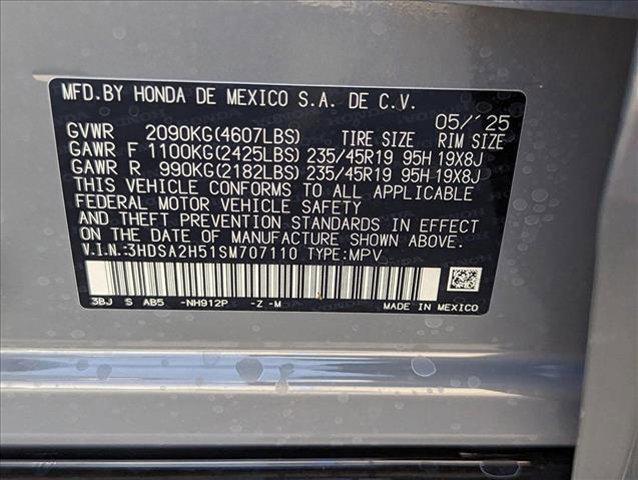 MFD.BY HONDA DE MEXICO S.A. DE C.V.
05/'25
GVWR 2090KG(4607LBS) TIRE SIZE RIM SIZE
GAWR F 1100KG(2425LBS) 235/45R19 95H 19X8J
GAWR R 990KG(2182LBS) 235/45R19 95H 19X8J
THIS VEHICLE CONFORMS TO ALL APPLICABLE
FEDERAL MOTOR VEHICLE SAFETY
AND THEFT PREVENTION STANDARDS IN EFFECT
ON THE DATE OF MANUFACTURE SHOWN ABOVE.
V.I.N.:3HDSA2H51SM707110 TYPE:MPV
3BJ S AB5 -NH912P -Z -M MADE IN MEXICO